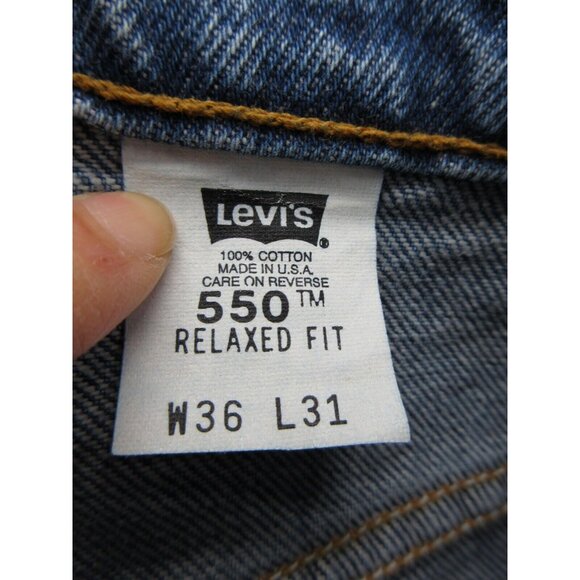 Levi's ®
100% COTTON
MADE IN U.S.A.
CARE ON REVERSE
550™
RELAXED FIT
W36 L31